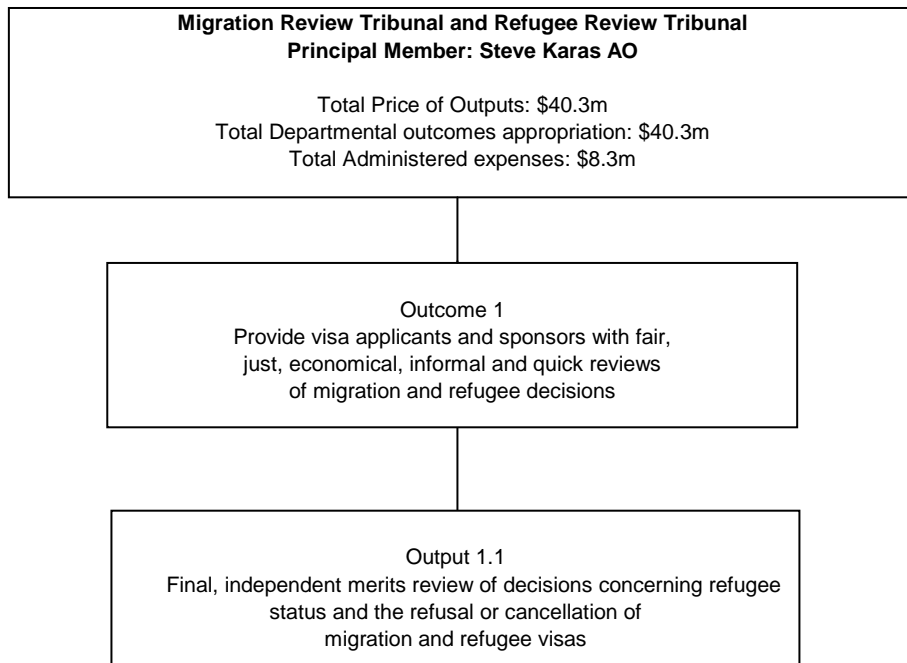 Migration Review Tribunal and Refugee Review Tribunal
Principal Member: Steve Karas AO
Total Price of Outputs: $40.3m
Total Departmental outcomes appropriation: $40.3m
Total Administered expenses: $8.3m
Outcome 1
Provide visa applicants and sponsors with fair,
just, economical, informal and quick reviews
of migration and refugee decisions
Output 1.1
Final, independent merits review of decisions concerning refugee
status and the refusal or cancellation of
migration and refugee visas